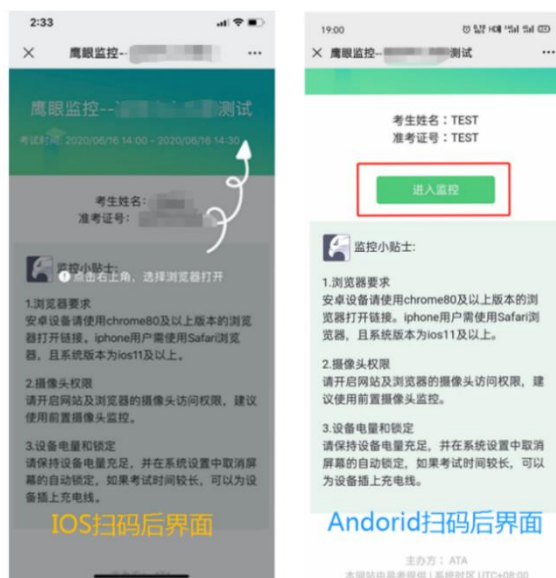 2:33
鹰眼监控--
鹰眼监控-- 测试
考试时间: 2020/06/16 14:00 - 2020/06/16 14:30
考生姓名:
准考证号:
监控小贴士:
点击右上角，选择浏览器打开
1.浏览器要求
安卓设备请使用chrome80及以上版本的浏览
器打开链接。iphone用户需使用Safari浏览
器，且系统版本为ios11及以上。
2.摄像头权限
请开启网站及浏览器的摄像头访问权限，建议
使用前置摄像头监控。
3.设备电量和锁定
请保持设备电量充足，并在系统设置中取消屏
幕的自动锁定，如果考试时间较长，可以为设
备插上充电线。
IOS扫码后界面
19:00
鹰眼监控-- 测试
考生姓名：TEST
准考证号：TEST
进入监控
监控小贴士:
1.浏览器要求
安卓设备请使用chrome80及以上版本的浏
览器打开链接。iphone用户需使用Safari浏
览器，且系统版本为ios11及以上。
2.摄像头权限
请开启网站及浏览器的摄像头访问权限，建
议使用前置摄像头监控。
3.设备电量和锁定
请保持设备电量充足，并在系统设置中取消
屏幕的自动锁定，如果考试时间较长，可以
为设备插上充电线。
Andorid扫码后界面
主办方： ATA
本网站由易考提供 | 系统时区 UTC+08:00